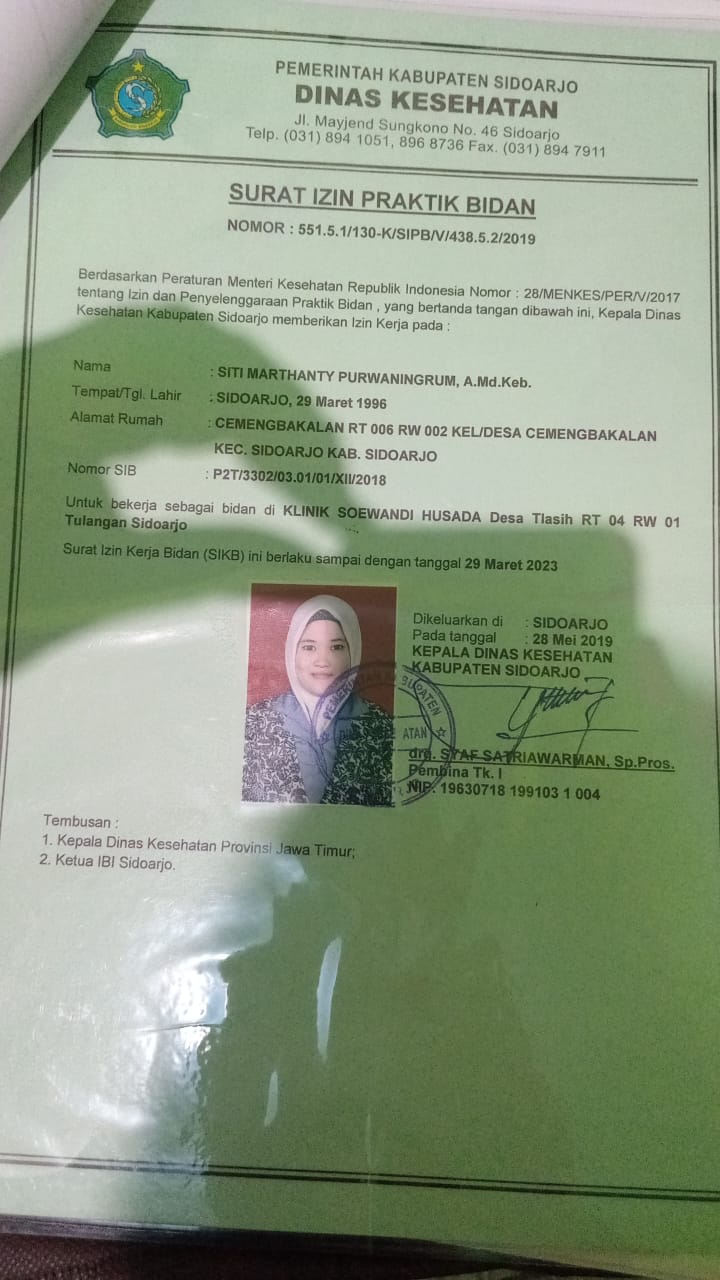 PEMERINTAH KABUPATEN SIDOARJO
DINAS KESEHATAN
Jl. Mayjend Sungkono No. 46 Sidoarjo
Telp. (031) 894 1051, 896 8736 Fax. (031) 894 7911
SURAT IZIN PRAKTIK BIDAN
NOMOR : 551.5.1/130-K/SIPB/V/438.5.2/2019
Berdasarkan Peraturan Menteri Kesehatan Republik Indonesia Nomor : 28/MENKES/PER/V/2017
tentang Izin dan Penyelenggaraan Praktik Bidan , yang bertanda tangan dibawah ini, Kepala Dinas
Kesehatan Kabupaten Sidoarjo memberikan Izin Kerja pada :
Nama : SITI MARTHANTY PURWANINGRUM, A.Md.Keb.
Tempat/Tgl. Lahir : SIDOARJO, 29 Maret 1996
Alamat Rumah : CEMENGBAKALAN RT 006 RW 002 KEL/DESA CEMENGBAKALAN
KEC. SIDOARJO KAB. SIDOARJO
Nomor SIB : P2T/3302/03.01/01/XII/2018
Untuk bekerja sebagai bidan di KLINIK SOEWANDI HUSADA Desa Tlasih RT 04 RW 01
Tulangan Sidoarjo
Surat Izin Kerja Bidan (SIKB) ini berlaku sampai dengan tanggal 29 Maret 2023
Dikeluarkan di : SIDOARJO
Pada tanggal : 28 Mei 2019
KEPALA DINAS KESEHATAN
KABUPATEN SIDOARJO
drg. SYAF SATRIAWARMAN, Sp.Pros.
Pembina Tk. I
NIP. 19630718 199103 1 004
Tembusan :
1. Kepala Dinas Kesehatan Provinsi Jawa Timur;
2. Ketua IBI Sidoarjo.